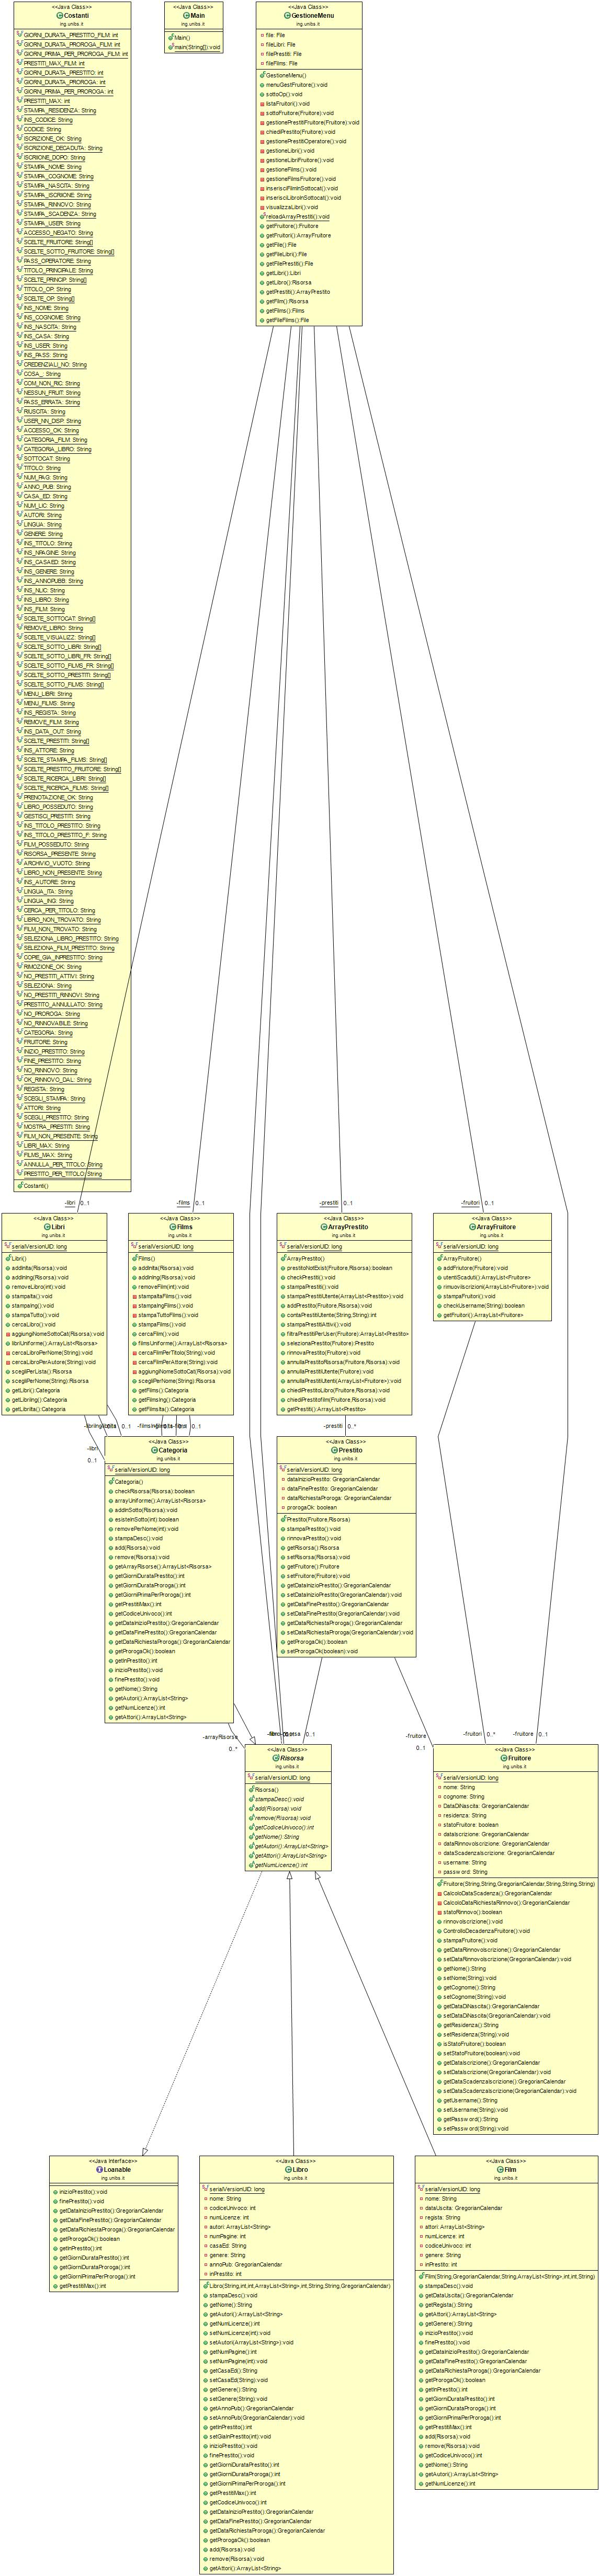 <<Java Class>>
Costanti
ing.unibs.it
GIORNI_DURATA_PRESTITO_FILM: int
GIORNI_DURATA_PROROGA_FILM: int
GIORNI_PRIMA_PER_PROROGA_FILM: int
PRESTITI_MAX_FILM: int
GIORNI_DURATA_PRESTITO: int
GIORNI_DURATA_PROROGA: int
GIORNI_PRIMA_PER_PROROGA: int
PRESTITI_MAX: int
STAMPA_RESIDENZA: String
INS_CODICE: String
CODICE: String
ISCRIZIONE_OK: String
ISCRIZIONE_DECADUTA: String
ISCRIIONE_DOPO: String
STAMPA_NOME: String
STAMPA_COGNOME: String
STAMPA_NASCITA: String
STAMPA_ISCRIIONE: String
STAMPA_RINNOVO: String
STAMPA_SCADENZA: String
STAMPA_USER: String
ACCESSO_NEGATO: String
SCELTE_FRUITORE: String[]
SCELTE_SOTTO_FRUITORE: String[]
PASS_OPERATORE: String
TITOLO_PRINCIPALE: String
SCELTE_PRINCIP: String[]
TITOLO_OP: String
SCELTE_OP: String[]
INS_NOME: String
INS_COGNOME: String
INS_NASCITA: String
INS_CASA: String
INS_USER: String
INS_PASS: String
CREDENZIALI_NO: String
COSA_: String
COM_NON_RIC: String
NESSUN_FRUIT: String
PASS_ERRATA: String
RIUSCITA: String
USER_NN_DISP: String
ACCESSO_OK: String
CATEGORIA_FILM: String
CATEGORIA_LIBRO: String
SOTTOCAT: String
TITOLO: String
NUM_PAG: String
ANNO_PUB: String
CASA_ED: String
NUM_LIC: String
AUTORI: String
LINGUA: String
GENERE: String
INS_TITOLO: String
INS_NPAGINE: String
INS_CASAED: String
INS_GENERE: String
INS_ANNOPUBB: String
INS_NLIC: String
INS_LIBRO: String
INS_FILM: String
SCELTE_SOTTOCAT: String[]
REMOVE_LIBRO: String
SCELTE_VISUALIZZ: String[]
SCELTE_SOTTO_LIBRI: String[]
SCELTE_SOTTO_LIBRI_FR: String[]
SCELTE_SOTTO_FILMS_FR: String[]
SCELTE_SOTTO_PRESTITI: String[]
SCELTE_SOTTO_FILMS: String[]
MENU_LIBRI: String
MENU_FILMS: String
INS_REGISTA: String
REMOVE_FILM: String
INS_DATA_OUT: String
SCELTE_PRESTITI: String[]
INS_ATTORE: String
SCELTE_STAMPA_FILMS: String[]
SCELTE_PRESTITO_FRUITORE: String[]
SCELTE_RICERCA_LIBRI: String[]
SCELTE_RICERCA_FILMS: String[]
PRENOTAZIONE_OK: String
LIBRO_POSSEDUTO: String
GESTISCI_PRESTITI: String
INS_TITOLO_PRESTITO: String
INS_TITOLO_PRESTITO_F: String
FILM_POSSEDUTO: String
RISORSA_PRESENTE: String
ARCHIVIO_VUOTO: String
LIBRO_NON_PRESENTE: String
INS_AUTORE: String
LINGUA_ITA: String
LINGUA_ING: String
CERCA_PER_TITOLO: String
LIBRO_NON_TROVATO: String
FILM_NON_TROVATO: String
SELEZIONA_LIBRO_PRESTITO: String
SELEZIONA_FILM_PRESTITO: String
COPIE_GIA_INPRESTITO: String
RIMOZIONE_OK: String
NO_PRESTITI_ATTIVI: String
SELEZIONA: String
NO_PRESTITI_RINNOVI: String
PRESTITO_ANNULLATO: String
NO_PROROGA: String
NO_RINNOVABILE: String
CATEGORIA: String
FRUITORE: String
INIZIO_PRESTITO: String
FINE_PRESTITO: String
NO_RINNOVO: String
OK_RINNOVO_DAL: String
REGISTA: String
SCEGLI_STAMPA: String
ATTORI: String
SCEGLI_PRESTITO: String
MOSTRA_PRESTITI: String
FILM_NON_PRESENTE: String
LIBRI_MAX: String
FILMS_MAX: String
ANNULLA_PER_TITOLO: String
PRESTITO_PER_TITOLO: String
Costanti()
<<Java Class>>
Main
ing.unibs.it
Main()
main(String[]):void
<<Java Class>>
GestioneMenu
ing.unibs.it
file: File
fileLibri: File
filePrestiti: File
fileFilms: File
GestioneMenu()
menuGestFruitore():void
sottoOp():void
listaFruitori():void
sottoFruitore(Fruitore):void
gestionePrestitiFruitore(Fruitore):void
chiediPrestito(Fruitore):void
gestionePrestitiOperatore():void
gestioneLibri():void
gestioneLibriFruitore():void
gestioneFilms():void
gestioneFilmsFruitore():void
inserisciFilmInSottocat():void
inserisciLibroInSottocat():void
visualizzaLibri():void
reloadArrayPrestiti():void
getFruitore():Fruitore
getFruitori():ArrayFruitore
getFile():File
getFileLibri():File
getFilePrestiti():File
getLibri():Libri
getLibro():Risorsa
getPrestiti():ArrayPrestito
getFilm():Risorsa
getFilms():Films
getFileFilms():File
-libri 0..1
-films 0..1
-prestiti 0..1
-fruitori 0..1
<<Java Class>>
Libri
ing.unibs.it
serialVersionUID: long
Libri()
addInIta(Risorsa):void
addInIng(Risorsa):void
removeLibro(int):void
stampaIta():void
stampaIng():void
stampaTutto():void
cercaLibro():void
aggiungiNomeSottoCat(Risorsa):void
libriUniforme():ArrayList<Risorsa>
cercaLibroPerNome(String):void
cercaLibroPerAutore(String):void
scegliPerLista():Risorsa
scegliPerNome(String):Risorsa
getLibri():Categoria
getLibriIng():Categoria
getLibriIta():Categoria
<<Java Class>>
Films
ing.unibs.it
serialVersionUID: long
Films()
addInIta(Risorsa):void
addInIng(Risorsa):void
removeFilm(int):void
stampaItaFilms():void
stampaIngFilms():void
stampaTuttoFilms():void
stampaFilms():void
cercaFilm():void
filmsUniforme():ArrayList<Risorsa>
cercaFilmPerTitolo(String):void
cercaFilmPerAttore(String):void
aggiungiNomeSottoCat(Risorsa):void
scegliPerNome(String):Risorsa
getFilms():Categoria
getFilmsIng():Categoria
getFilmsIta():Categoria
<<Java Class>>
ArrayPrestito
ing.unibs.it
serialVersionUID: long
ArrayPrestito()
prestitoNotExist(Fruitore,Risorsa):boolean
checkPrestiti():void
stampaPrestiti():void
stampaPrestitiUtente(ArrayList<Prestito>):void
addPrestito(Fruitore,Risorsa):void
contaPrestitiUtente(String,String):int
stampaPrestitiAttivi():void
filtraPrestitiPerUser(Fruitore):ArrayList<Prestito>
selezionaPrestito(Fruitore):Prestito
rinnovaPrestito(Fruitore):void
annullaPrestitoRisorsa(Fruitore,Risorsa):void
annullaPrestitiUtente(Fruitore):void
annullaPrestitiUtenti(ArrayList<Fruitore>):void
chiediPrestitoLibro(Fruitore,Risorsa):void
chiediPrestitofilm(Fruitore,Risorsa):void
getPrestiti():ArrayList<Prestito>
<<Java Class>>
ArrayFruitore
ing.unibs.it
serialVersionUID: long
ArrayFruitore()
addFruitore(Fruitore):void
utentiScaduti():ArrayList<Fruitore>
rimuoviIscrizioni(ArrayList<Fruitore>):void
stampaFruitori():void
checkUsername(String):boolean
getFruitori():ArrayList<Fruitore>
-libri
0..1
0..1
-prestiti 0..*
<<Java Class>>
Categoria
ing.unibs.it
serialVersionUID: long
Categoria()
checkRisorsa(Risorsa):boolean
arrayUniforme():ArrayList<Risorsa>
addInSotto(Risorsa):void
esisteInSotto(int):boolean
removePerNome(int):void
stampaDesc():void
add(Risorsa):void
remove(Risorsa):void
getArrayRisorse():ArrayList<Risorsa>
getGiorniDurataPrestito():int
getGiorniDurataProroga():int
getGiorniPrimaPerProroga():int
getPrestitiMax():int
getCodiceUnivoco():int
getDataInizioPrestito():GregorianCalendar
getDataFinePrestito():GregorianCalendar
getDataRichiestaProroga():GregorianCalendar
getProrogaOk():boolean
getInPrestito():int
inizioPrestito():void
finePrestito():void
getNome():String
getAutori():ArrayList<String>
getNumLicenze():int
getAttori():ArrayList<String>
<<Java Class>>
Prestito
ing.unibs.it
serialVersionUID: long
dataInizioPrestito: GregorianCalendar
dataFinePrestito: GregorianCalendar
dataRichiestaProroga: GregorianCalendar
prorogaOk: boolean
Prestito(Fruitore,Risorsa)
stampaPrestito():void
rinnovaPrestito():void
getRisorsa():Risorsa
setRisorsa(Risorsa):void
getFruitore():Fruitore
setFruitore(Fruitore):void
getDataInizioPrestito():GregorianCalendar
setDataInizioPrestito(GregorianCalendar):void
getDataFinePrestito():GregorianCalendar
setDataFinePrestito(GregorianCalendar):void
getDataRichiestaProroga():GregorianCalendar
setDataRichiestaProroga(GregorianCalendar):void
getProrogaOk():boolean
setProrogaOk(boolean):void
-arrayRisorse
0..*
0..1
-fruitore
0..1
-fruitori 0..*
-fruitore 0..1
<<Java Class>>
Risorsa
ing.unibs.it
serialVersionUID: long
Risorsa()
stampaDesc():void
add(Risorsa):void
remove(Risorsa):void
getCodiceUnivoco():int
getNome():String
getAutori():ArrayList<String>
getAttori():ArrayList<String>
getNumLicenze():int
<<Java Class>>
Fruitore
ing.unibs.it
serialVersionUID: long
nome: String
cognome: String
DataDiNascita: GregorianCalendar
residenza: String
statoFruitore: boolean
dataIscrizione: GregorianCalendar
dataRinnovoIscrizione: GregorianCalendar
dataScadenzaIscrizione: GregorianCalendar
username: String
password: String
Fruitore(String,String,GregorianCalendar,String,String,String)
CalcoloDataScadenza():GregorianCalendar
CalcoloDataRichiestaRinnovo():GregorianCalendar
statoRinnovo():boolean
rinnovoIscrizione():void
ControlloDecadenzaFruitore():void
stampaFruitore():void
getDataRinnovoIscrizione():GregorianCalendar
setDataRinnovoIscrizione(GregorianCalendar):void
getNome():String
setNome(String):void
getCognome():String
setCognome(String):void
getDataDiNascita():GregorianCalendar
setDataDiNascita(GregorianCalendar):void
getResidenza():String
setResidenza(String):void
isStatoFruitore():boolean
setStatoFruitore(boolean):void
getDataIscrizione():GregorianCalendar
setDataIscrizione(GregorianCalendar):void
getDataScadenzaIscrizione():GregorianCalendar
setDataScadenzaIscrizione(GregorianCalendar):void
getUsername():String
setUsername(String):void
getPassword():String
setPassword(String):void
<<Java Interface>>
Loanable
ing.unibs.it
inizioPrestito():void
finePrestito():void
getDataInizioPrestito():GregorianCalendar
getDataFinePrestito():GregorianCalendar
getDataRichiestaProroga():GregorianCalendar
getProrogaOk():boolean
getInPrestito():int
getGiorniDurataPrestito():int
getGiorniDurataProroga():int
getGiorniPrimaPerProroga():int
getPrestitiMax():int
<<Java Class>>
Libro
ing.unibs.it
serialVersionUID: long
nome: String
codiceUnivoco: int
numLicenze: int
autori: ArrayList<String>
numPagine: int
casaEd: String
genere: String
annoPub: GregorianCalendar
inPrestito: int
Libro(String,int,int,ArrayList<String>,int,String,String,GregorianCalendar)
stampaDesc():void
getNome():String
getAutori():ArrayList<String>
getNumLicenze():int
setNumLicenze(int):void
setAutori(ArrayList<String>):void
getNumPagine():int
setNumPagine(int):void
getCasaEd():String
setCasaEd(String):void
getGenere():String
setGenere(String):void
getAnnoPub():GregorianCalendar
setAnnoPub(GregorianCalendar):void
getInPrestito():int
setGiaInPrestito(int):void
inizioPrestito():void
finePrestito():void
getGiorniDurataPrestito():int
getGiorniDurataProroga():int
getGiorniPrimaPerProroga():int
getPrestitiMax():int
getCodiceUnivoco():int
getDataInizioPrestito():GregorianCalendar
getDataFinePrestito():GregorianCalendar
getDataRichiestaProroga():GregorianCalendar
getProrogaOk():boolean
add(Risorsa):void
remove(Risorsa):void
getAttori():ArrayList<String>
<<Java Class>>
Film
ing.unibs.it
serialVersionUID: long
nome: String
dataUscita: GregorianCalendar
regista: String
attori: ArrayList<String>
numLicenze: int
codiceUnivoco: int
genere: String
inPrestito: int
Film(String,GregorianCalendar,String,ArrayList<String>,int,int,String)
stampaDesc():void
getDataUscita():GregorianCalendar
getRegista():String
getAttori():ArrayList<String>
getGenere():String
inizioPrestito():void
finePrestito():void
getDataInizioPrestito():GregorianCalendar
getDataFinePrestito():GregorianCalendar
getDataRichiestaProroga():GregorianCalendar
getProrogaOk():boolean
getInPrestito():int
getGiorniDurataPrestito():int
getGiorniDurataProroga():int
getGiorniPrimaPerProroga():int
getPrestitiMax():int
add(Risorsa):void
remove(Risorsa):void
getCodiceUnivoco():int
getNome():String
getAutori():ArrayList<String>
getNumLicenze():int